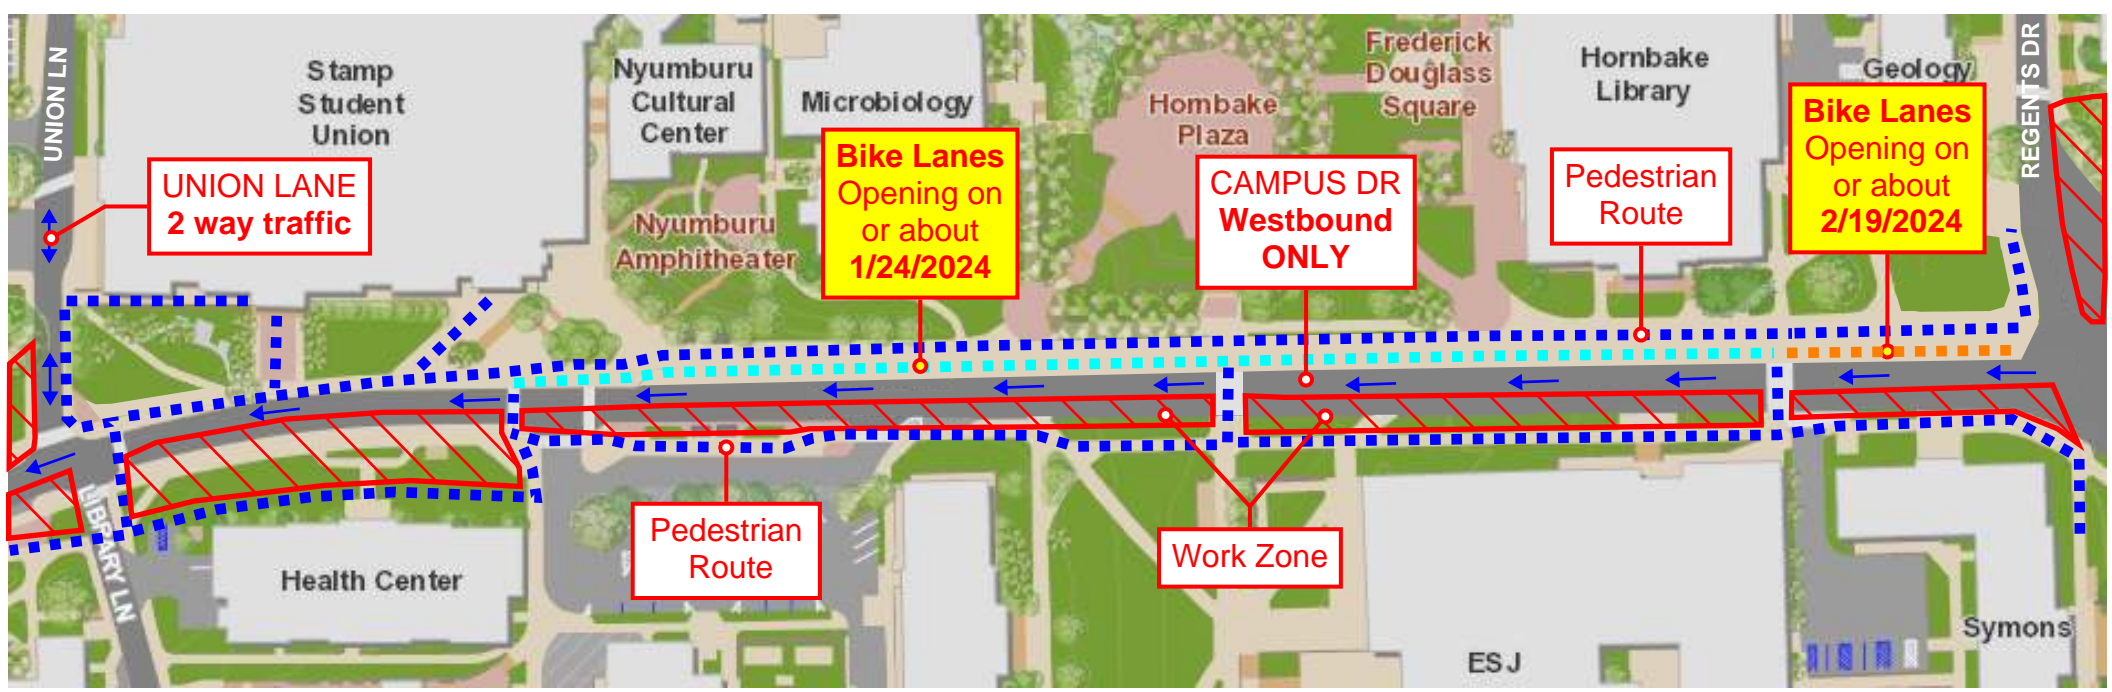 UNION LN
Stamp
Student
Union
UNION LANE
2 way traffic
Nyumburu
Cultural
Center
Microbiology
Nyumburu
Amphitheater
Bike Lanes
Opening on
or about
1/24/2024
Hornbake
Plaza
Frederick
Douglass
Square
CAMPUS DR
Westbound
ONLY
Hornbake
Library
Pedestrian
Route
Geology
Bike Lanes
Opening on
or about
2/19/2024
REGENTS DR
LIBRARY LN
Health Center
Pedestrian
Route
Work Zone
ESJ
Symons